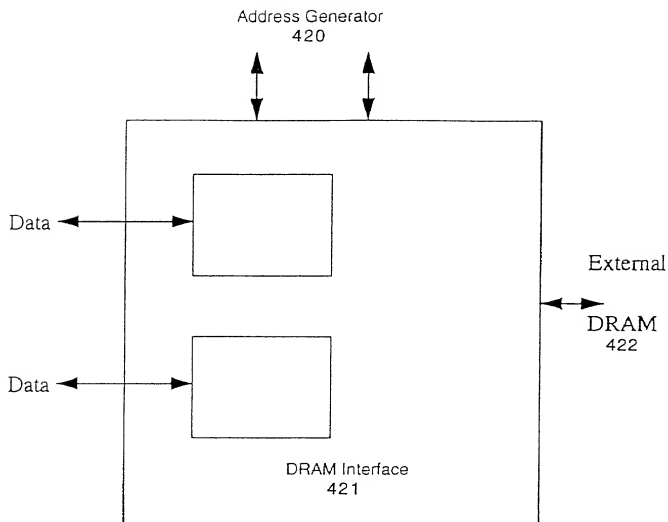 Address Generator
420
Data
External
DRAM
422
Data
DRAM Interface
421